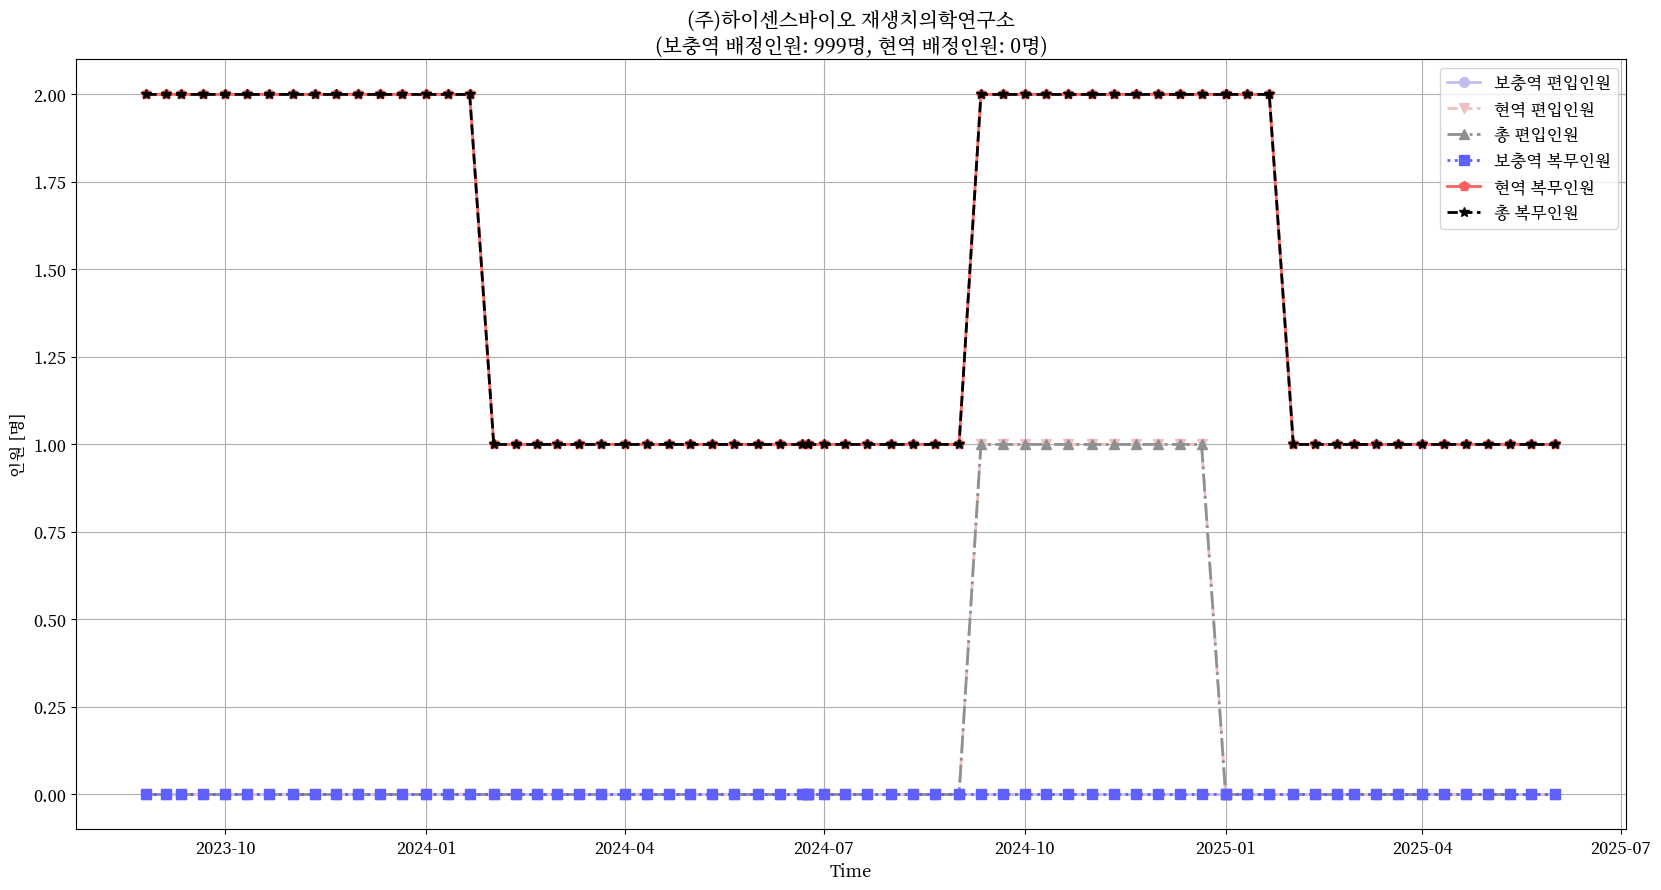 (주)하이센스바이오 재생치의학연구소
(보충역 배정인원: 999명, 현역 배정인원: 0명)
보충역 편입인원
현역 편입인원
총 편입인원
보충역 복무인원
현역 복무인원
총 복무인원
인원 [명]
2.00
1.75
1.50
1.25
1.00
0.75
0.50
0.25
0.00
2023-10
2024-01
2024-04
2024-07
2024-10
2025-01
2025-04
2025-07
Time